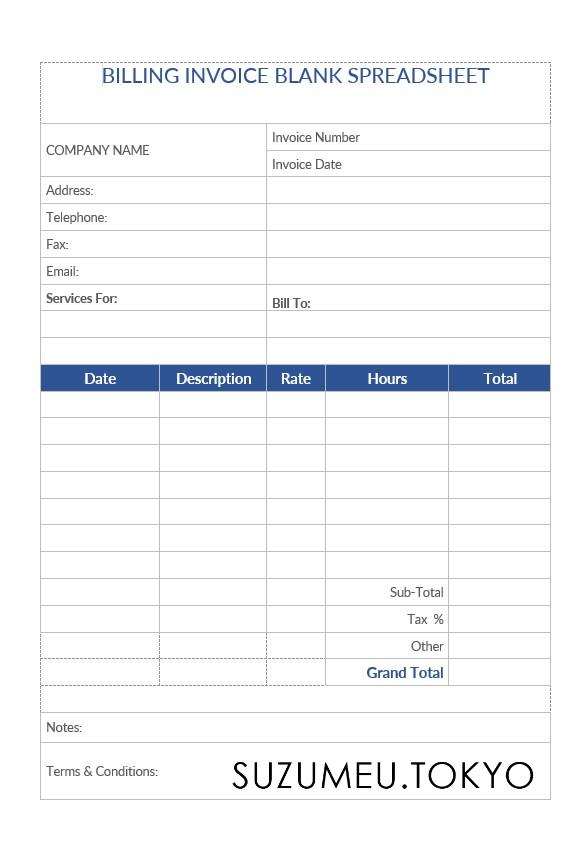 BILLING INVOICE BLANK SPREADSHEET
COMPANY NAME
Invoice Number
Invoice Date
Address:
Telephone:
Fax:
Email:
Services For:
Bill To:
Date Description Rate Hours Total
Sub-Total
Tax %
Other
Grand Total
Notes:
Terms & Conditions:
SUZUMEU.TOKYO